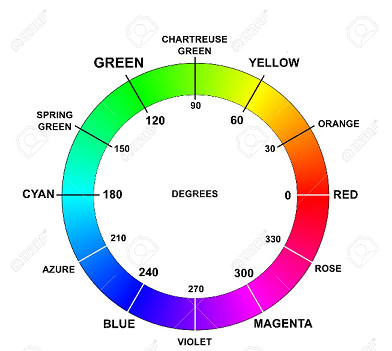 CHARTREUSE
GREEN
GREEN
YELLOW
90
120
60
SPRING
GREEN
ORANGE
150
30
CYAN
180
DEGREES
0
RED
210
330
AZURE
ROSE
240
300
270
BLUE
MAGENTA
VIOLET